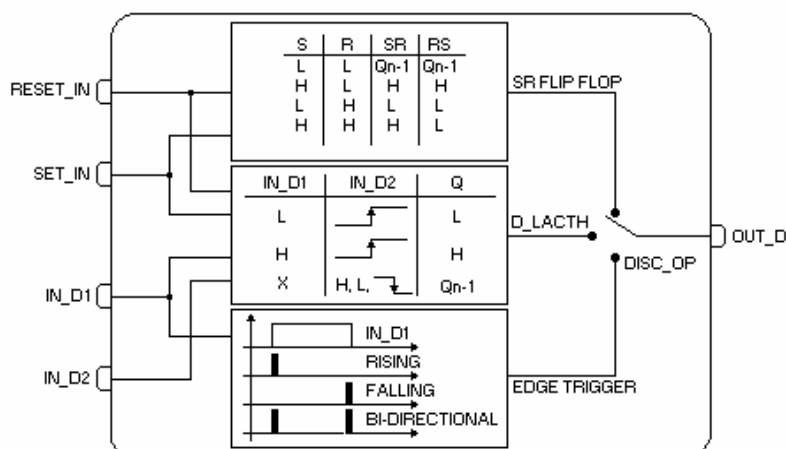 S R SR RS
L L Qn-1 Qn-1
H L H H
L H L L
H H H L
RESET_IN
SR FLIP FLOP
SET_IN
IN_D1 IN_D2 Q
L L
H H
X H, L, Qn-1
D_LACTH
OUT_D
DISC_OP
IN_D1
IN_D2
IN_D1
RISING
FALLING
BI-DIRECTIONAL
EDGE TRIGGER